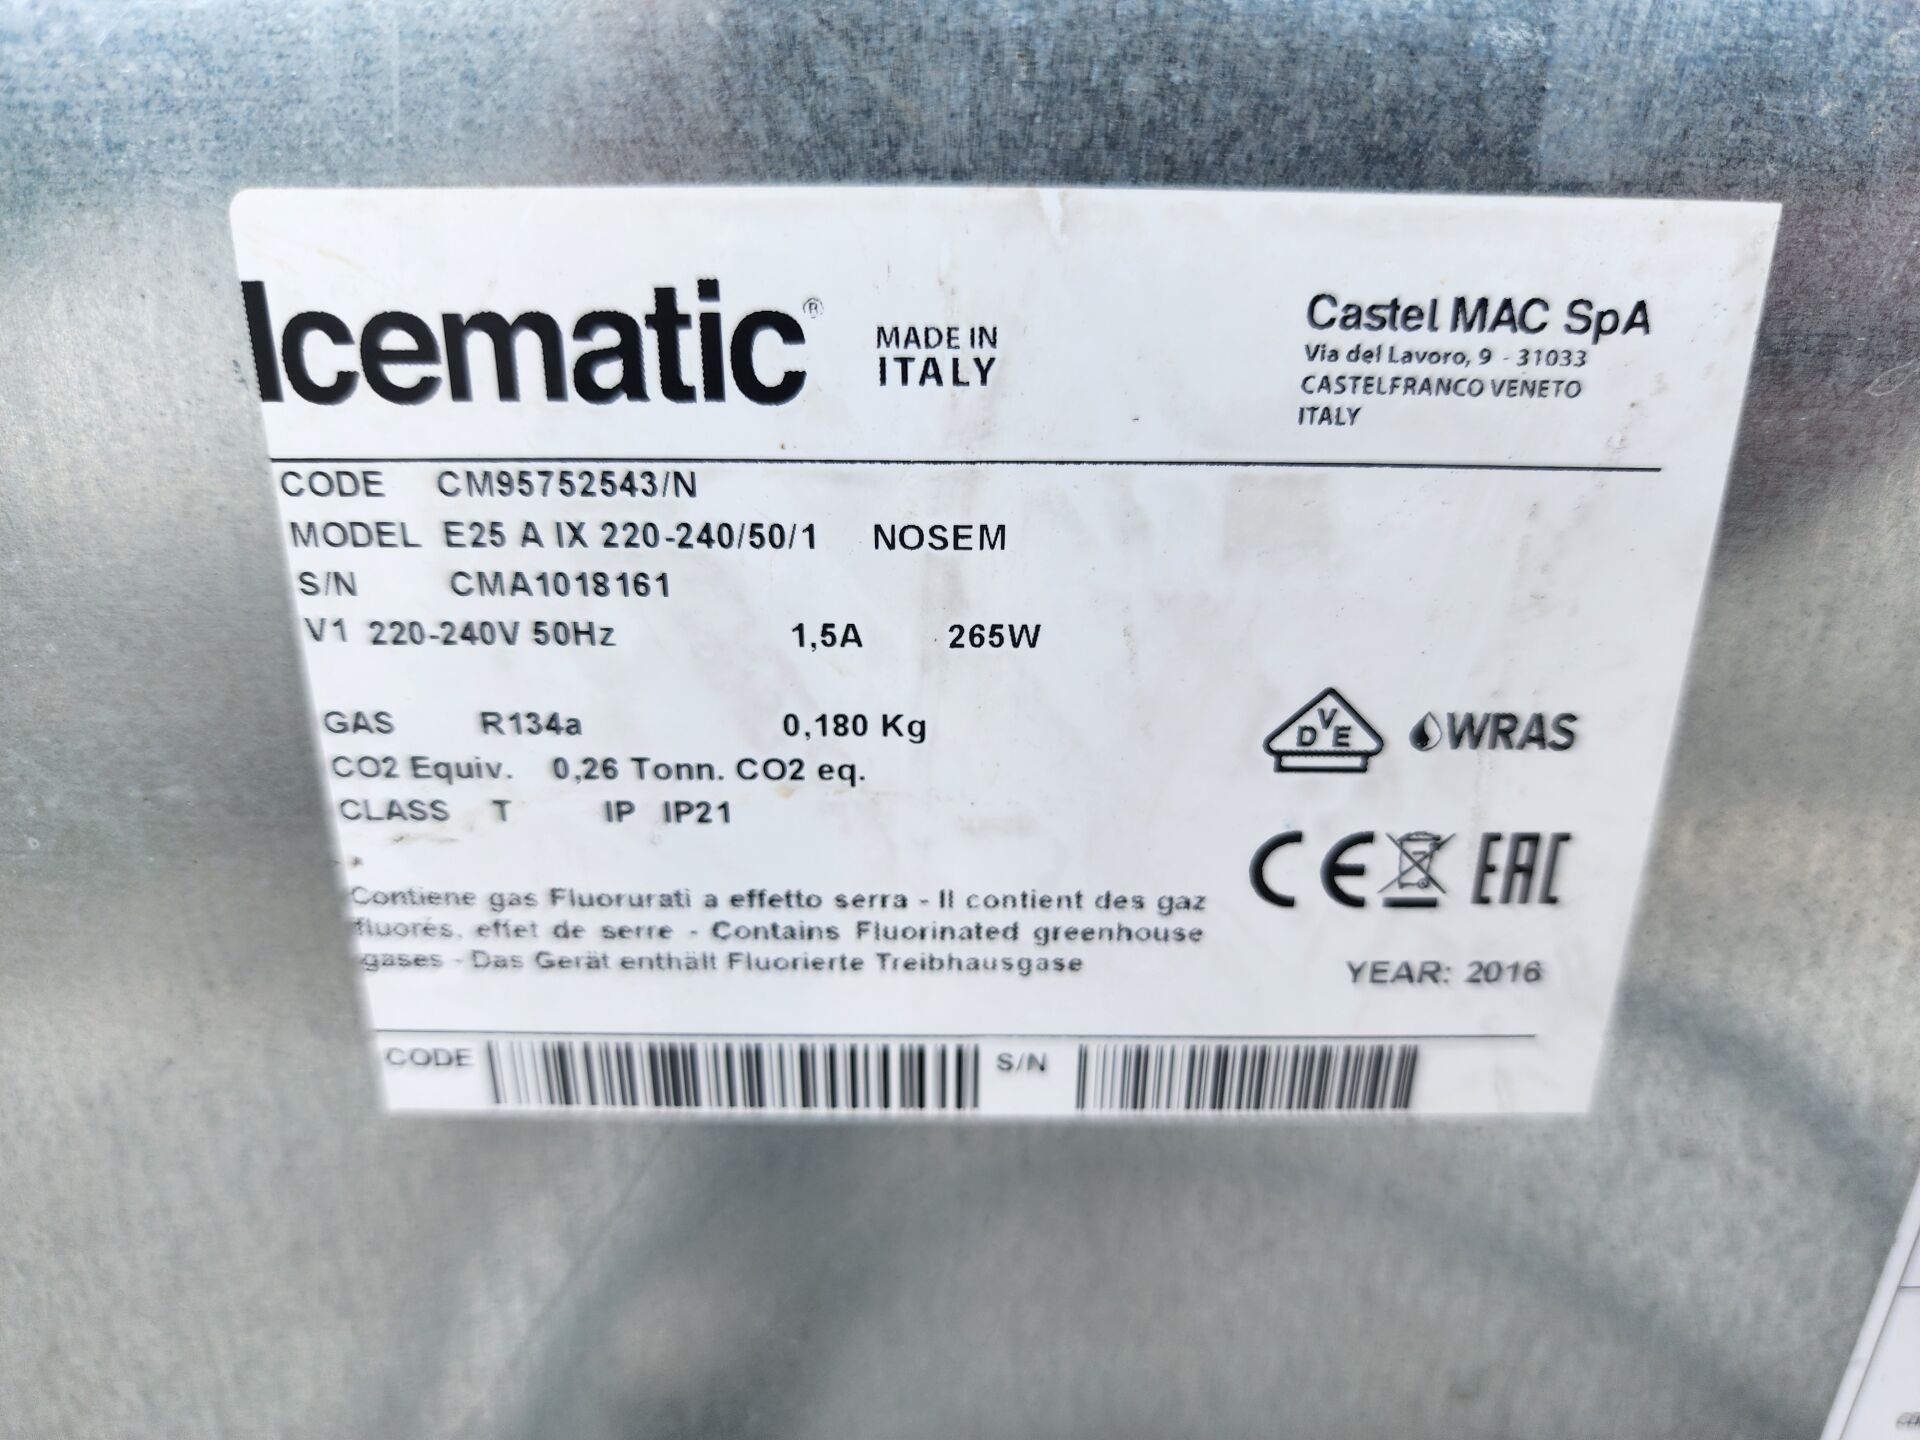 Icematic® MADE IN ITALY
Castel MAC SpA
Via del Lavoro, 9 - 31033
CASTELFRANCO VENETO
ITALY
CODE CM95752543/N
MODEL E25 A IX 220-240/50/1 NOSEM
S/N CMA1018161
V1 220-240V 50Hz 1,5A 265W
GAS R134a 0,180 Kg
CO2 Equiv. 0,26 Tonn. CO2 eq.
CLASS T IP IP21
DVE WRAS
CE EAC
Contiene gas Fluorurati a effetto serra - Il contient des gaz
fluorés. effet de serre - Contains Fluorinated greenhouse
gases - Das Gerät enthält Fluorierte Treibhausgase
YEAR: 2016
CODE S/N